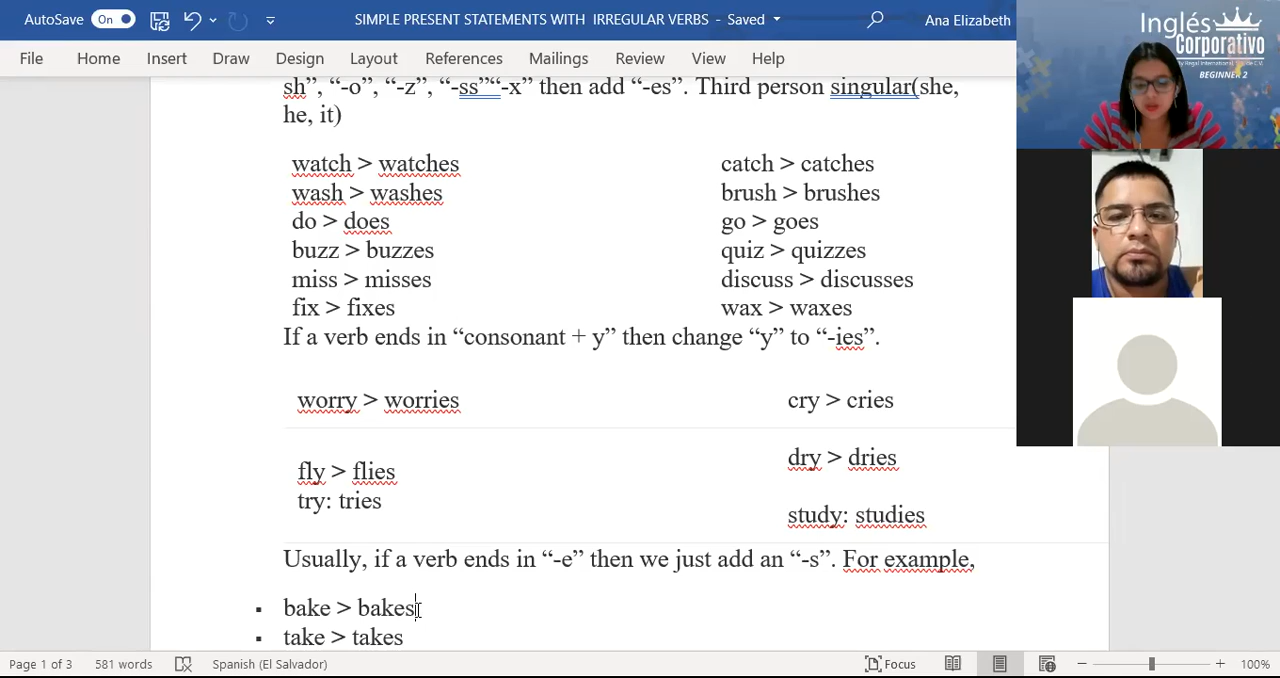 AutoSave On SIMPLE PRESENT STATEMENTS WITH IRREGULAR VERBS - Saved Ana Elizabeth
File Home Insert Draw Design Layout References Mailings Review View Help
Inglés
Corporativo
BEGINNER 2
sh”, “-o”, “-z”, “-ss”“-x” then add “-es”. Third person singular(she,
he, it)
watch > watches catch > catches
wash > washes brush > brushes
do > does go > goes
buzz > buzzes quiz > quizzes
miss > misses discuss > discusses
fix > fixes wax > waxes
If a verb ends in “consonant + y” then change “y” to “-ies”.
worry > worries cry > cries
dry > dries
fly > flies
try: tries
study: studies
Usually, if a verb ends in “-e” then we just add an “-s”. For example,
▪ bake > bakes
▪ take > takes
Page 1 of 3 581 words Spanish (El Salvador) Focus 100%